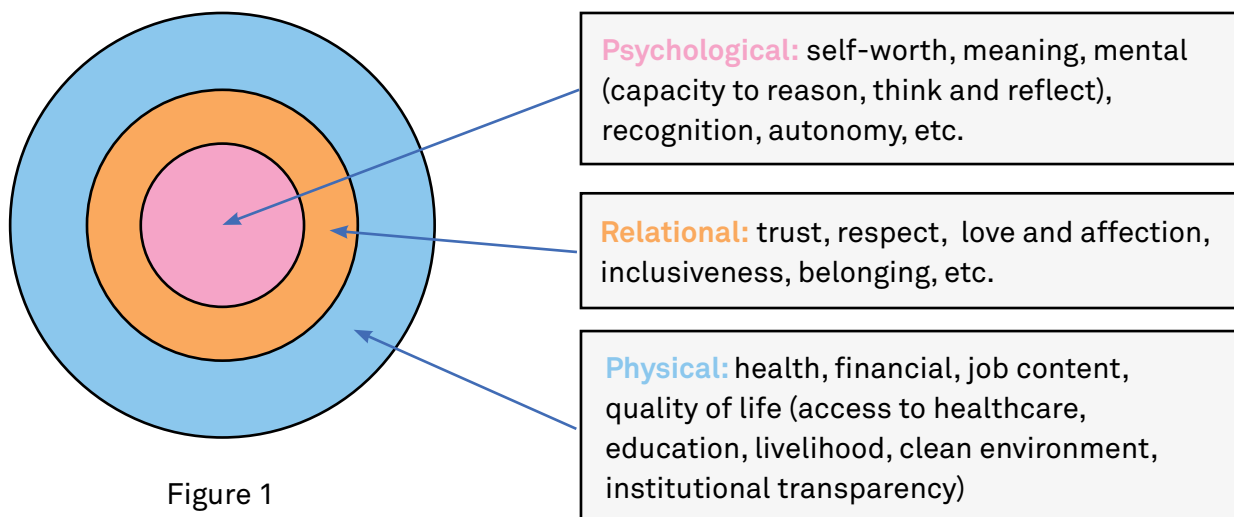 Psychological: self-worth, meaning, mental
(capacity to reason, think and reflect),
recognition, autonomy, etc.
Relational: trust, respect, love and affection,
inclusiveness, belonging, etc.
Physical: health, financial, job content,
quality of life (access to healthcare,
education, livelihood, clean environment,
institutional transparency)
Figure 1